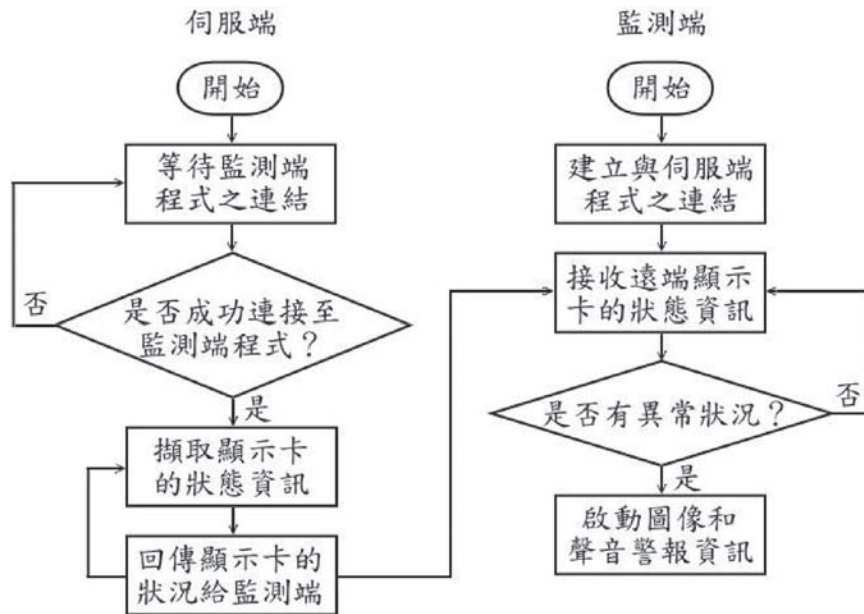 伺服端
開始
等待監測端
程式之連結
否
是否成功連接至
監測端程式？
是
擷取顯示卡
的狀態資訊
回傳顯示卡的
狀況給監測端
監測端
開始
建立與伺服端
程式之連結
接收遠端顯示
卡的狀態資訊
是否有異常狀況？
否
是
啟動圖像和
聲音警報資訊